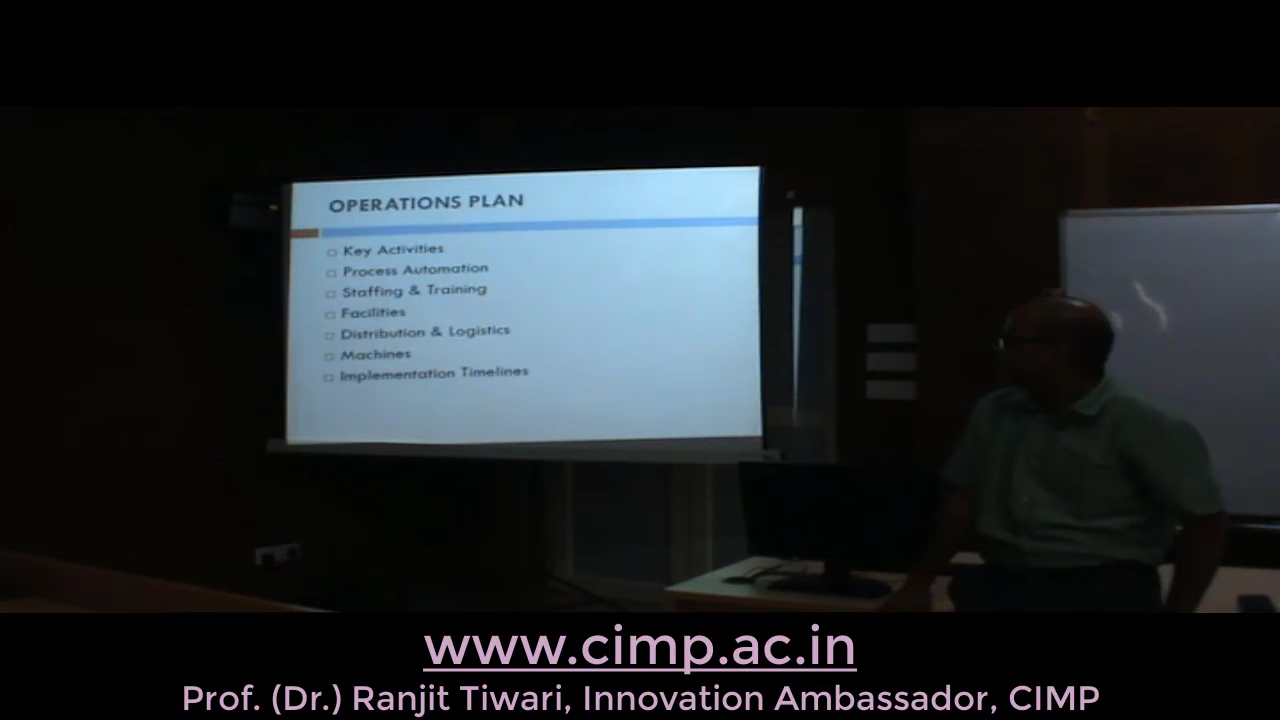 OPERATIONS PLAN
Key Activities
Process Automation
Staffing & Training
Facilities
Distribution & Logistics
Machines
Implementation Timelines
www.cimp.ac.in
Prof. (Dr.) Ranjit Tiwari, Innovation Ambassador, CIMP